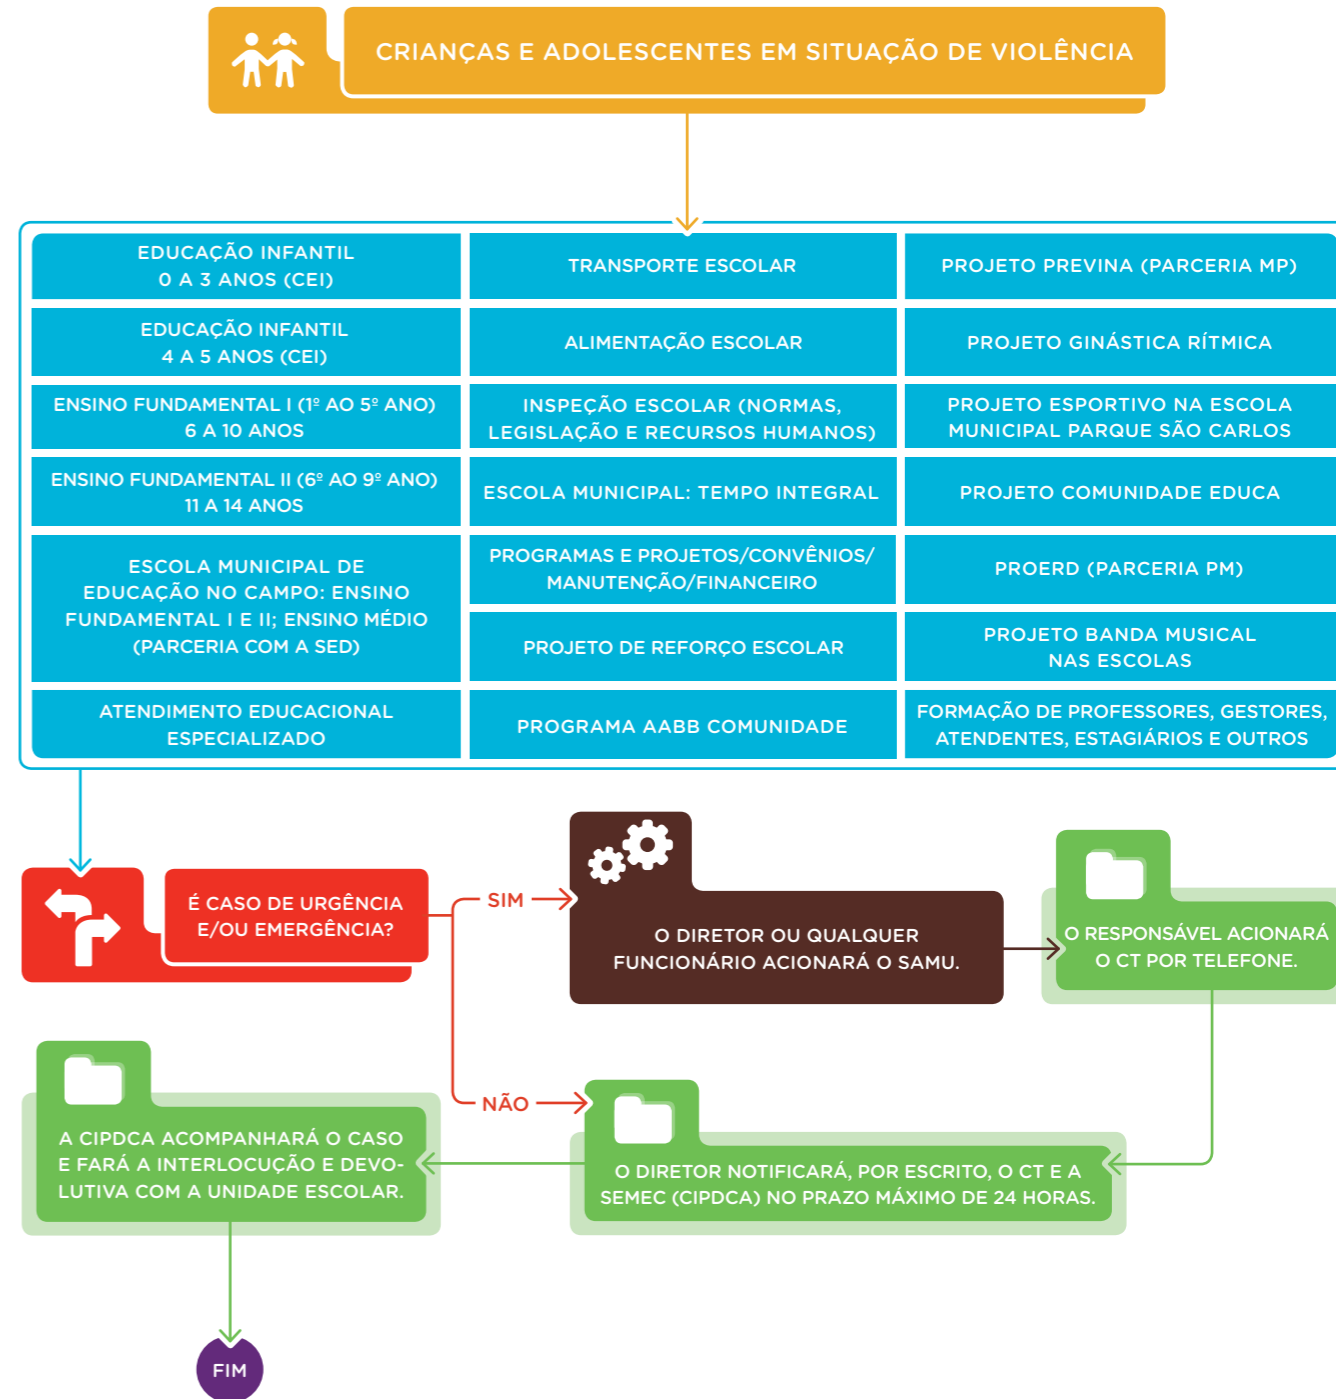 CRIANÇAS E ADOLESCENTES EM SITUAÇÃO DE VIOLÊNCIA
EDUCAÇÃO INFANTIL
0 A 3 ANOS (CEI)
TRANSPORTE ESCOLAR
PROJETO PREVINA (PARCERIA MP)
EDUCAÇÃO INFANTIL
4 A 5 ANOS (CEI)
ALIMENTAÇÃO ESCOLAR
PROJETO GINÁSTICA RÍTMICA
ENSINO FUNDAMENTAL I (1º AO 5º ANO)
6 A 10 ANOS
INSPEÇÃO ESCOLAR (NORMAS,
LEGISLAÇÃO E RECURSOS HUMANOS)
PROJETO ESPORTIVO NA ESCOLA
MUNICIPAL PARQUE SÃO CARLOS
ENSINO FUNDAMENTAL II (6º AO 9º ANO)
11 A 14 ANOS
ESCOLA MUNICIPAL: TEMPO INTEGRAL
PROJETO COMUNIDADE EDUCA
ESCOLA MUNICIPAL DE
EDUCAÇÃO NO CAMPO: ENSINO
FUNDAMENTAL I E II; ENSINO MÉDIO
(PARCERIA COM A SED)
PROGRAMAS E PROJETOS/CONVÊNIOS/
MANUTENÇÃO/FINANCEIRO
PROERD (PARCERIA PM)
PROJETO DE REFORÇO ESCOLAR
PROJETO BANDA MUSICAL
NAS ESCOLAS
ATENDIMENTO EDUCACIONAL
ESPECIALIZADO
PROGRAMA AABB COMUNIDADE
FORMAÇÃO DE PROFESSORES, GESTORES,
ATENDENTES, ESTAGIÁRIOS E OUTROS
É CASO DE URGÊNCIA
E/OU EMERGÊNCIA?
SIM
O DIRETOR OU QUALQUER
FUNCIONÁRIO ACIONARÁ O SAMU.
O RESPONSÁVEL ACIONARÁ
O CT POR TELEFONE.
NÃO
O DIRETOR NOTIFICARÁ, POR ESCRITO, O CT E A
SEMEC (CIPDCA) NO PRAZO MÁXIMO DE 24 HORAS.
A CIPDCA ACOMPANHARÁ O CASO
E FARÁ A INTERLOCUÇÃO E DEVO-
LUTIVA COM A UNIDADE ESCOLAR.
FIM